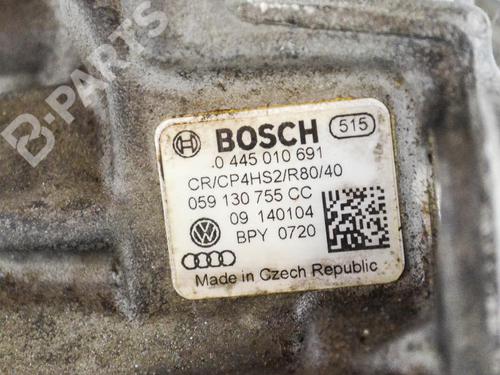 B-PARTS
BOSCH 515
0 445 010 691
CR/CP4HS2/R80/40
059 130 755 CC
09 140104
BPY 0720
Made in Czech Republic